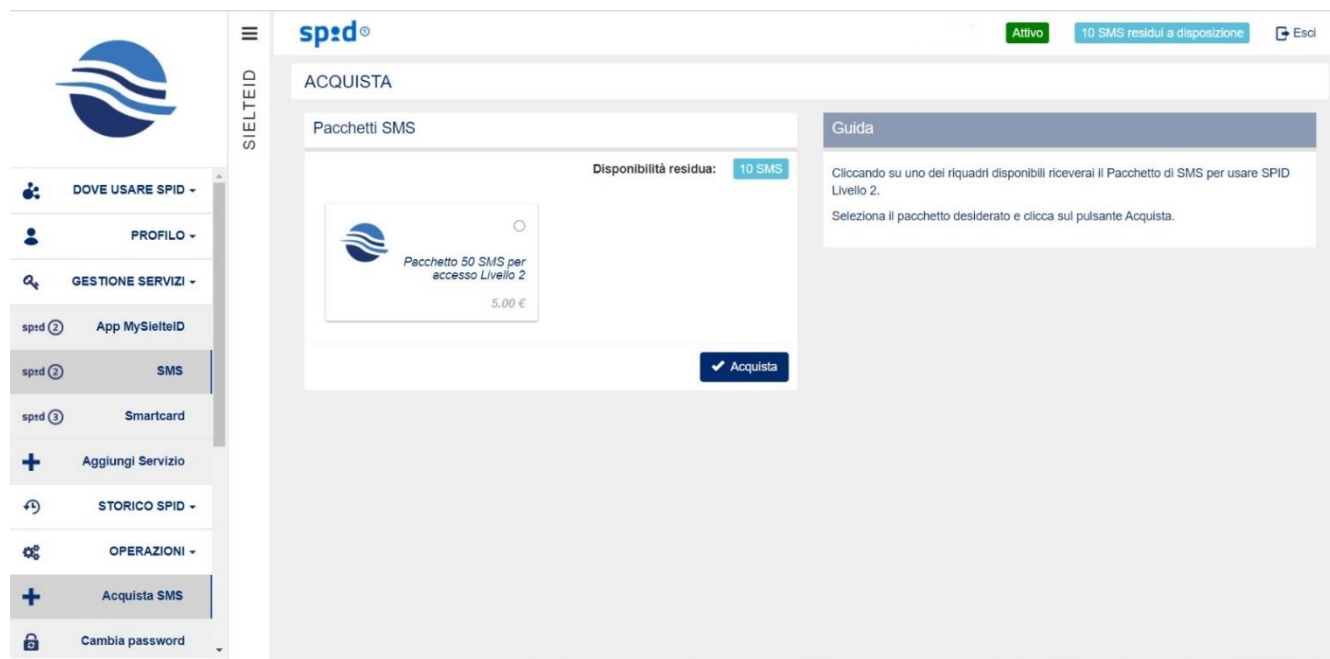 spid
Attivo
10 SMS residui a disposizione
Esci
SIELTEID
DOVE USARE SPID
PROFILO
GESTIONE SERVIZI
spid 2 App MySielteID
spid 2 SMS
spid 3 Smartcard
Aggiungi Servizio
STORICO SPID
OPERAZIONI
Acquista SMS
Cambia password
ACQUISTA
Pacchetti SMS
Disponibilità residua: 10 SMS
Pacchetto 50 SMS per
accesso Livello 2
5.00 €
Acquista
Guida
Cliccando su uno dei riquadri disponibili riceverai il Pacchetto di SMS per usare SPID
Livello 2.
Seleziona il pacchetto desiderato e clicca sul pulsante Acquista.